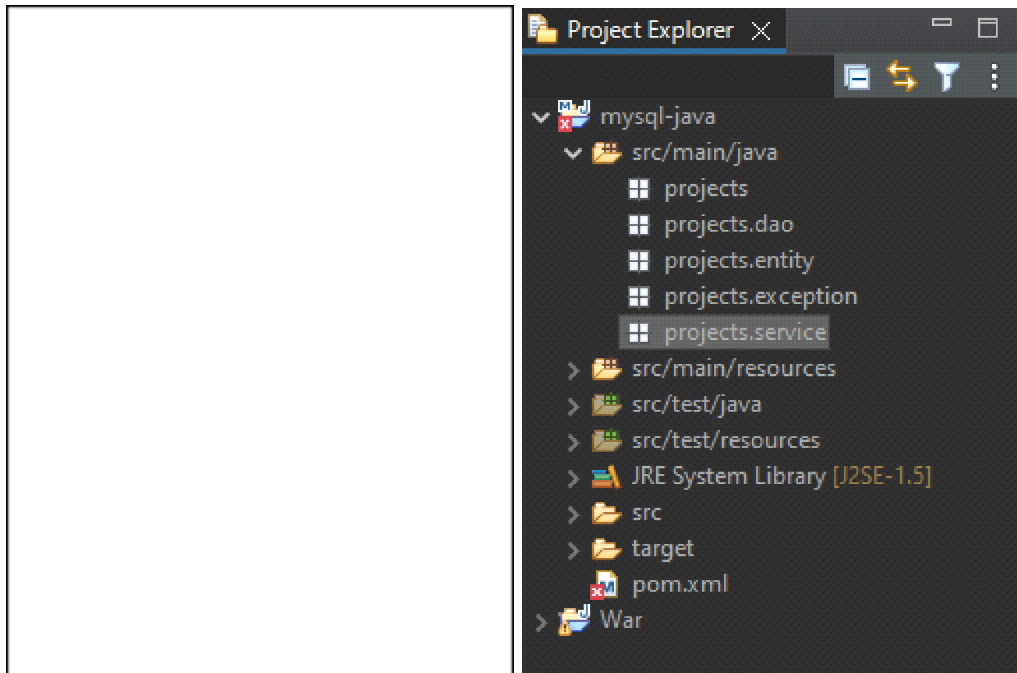 Project Explorer
mysql-java
src/main/java
projects
projects.dao
projects.entity
projects.exception
projects.service
src/main/resources
src/test/java
src/test/resources
JRE System Library [J2SE-1.5]
src
target
pom.xml
War